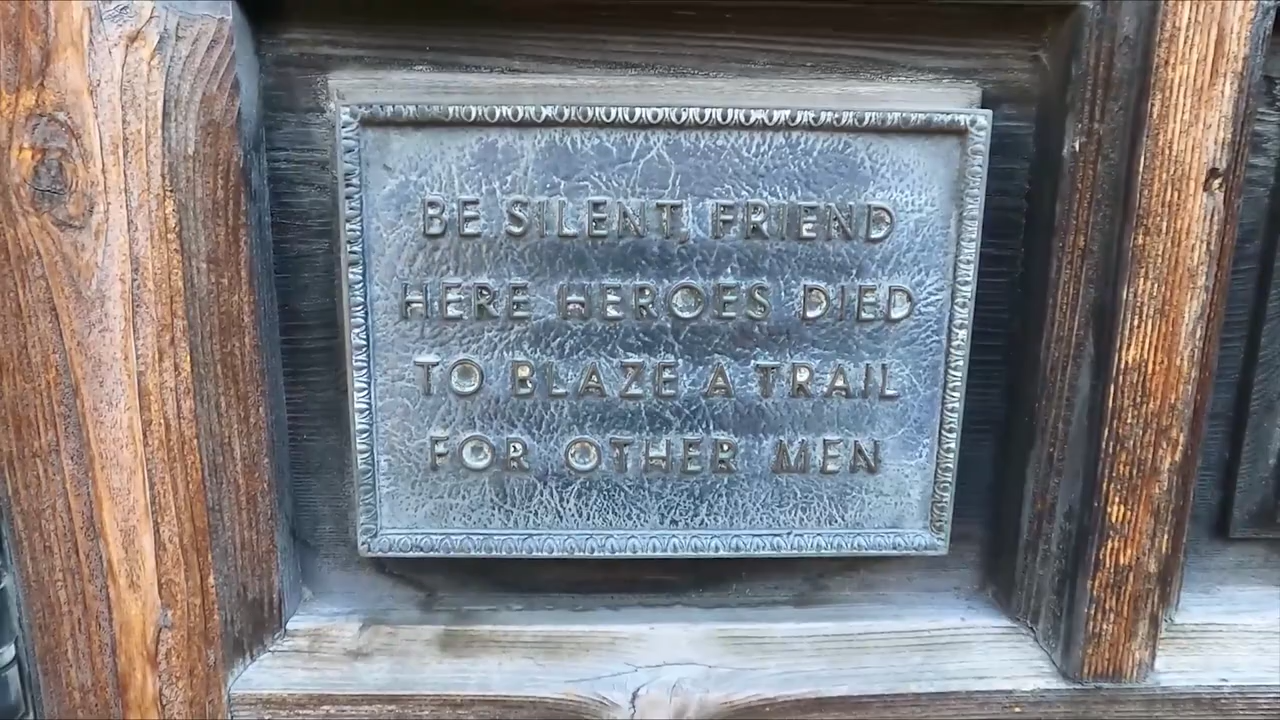 BE SILENT, FRIEND
HERE HEROES DIED
TO BLAZE A TRAIL
FOR OTHER MEN